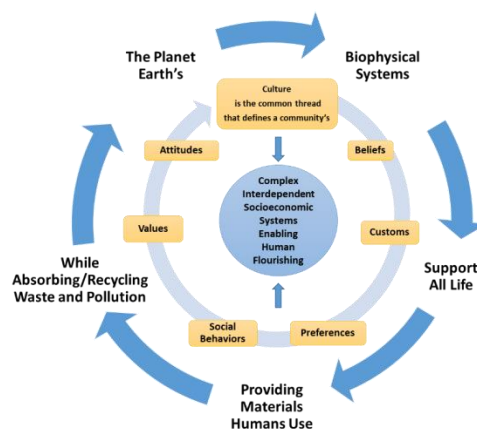 The Planet
Earth's
Biophysical
Systems
Culture
is the common thread
that defines a community's
Attitudes
Beliefs
Complex
Interdependent
Socioeconomic
Systems
Enabling
Human
Flourishing
Values
Customs
While
Absorbing/Recycling
Waste and Pollution
Support
All Life
Social
Behaviors
Preferences
Providing
Materials
Humans Use